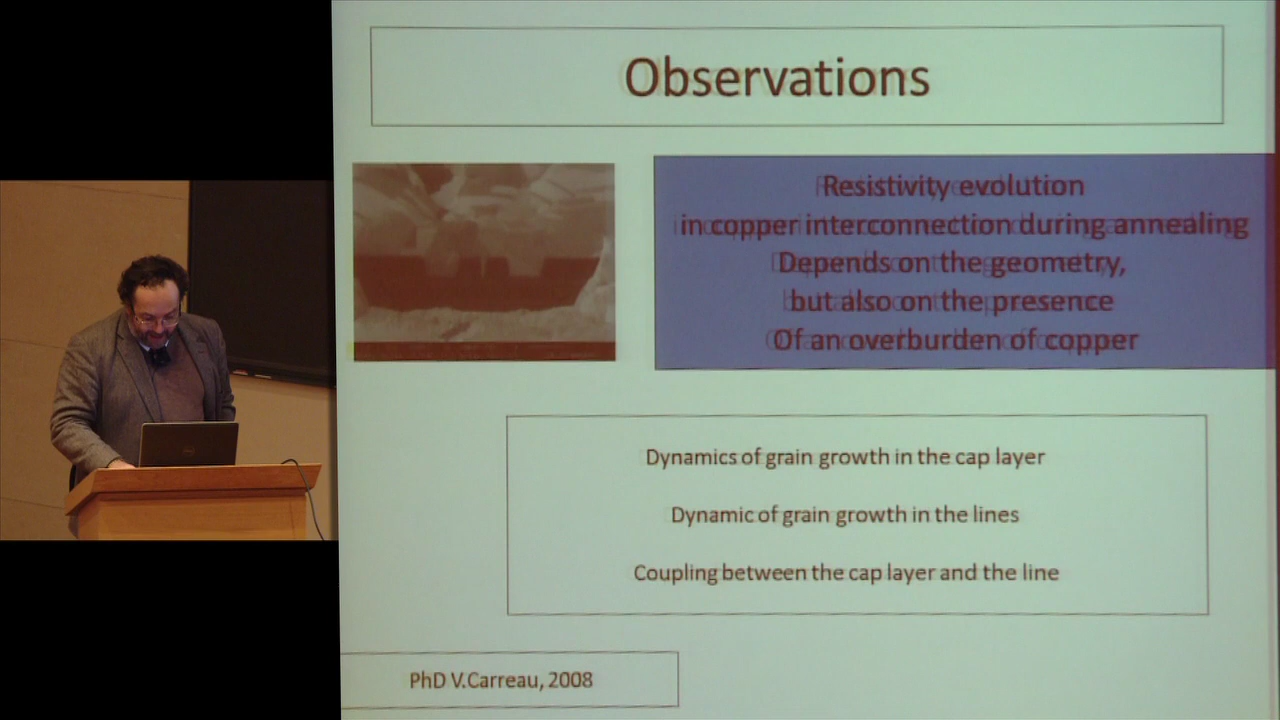 Observations
Resistivity evolution
in copper interconnection during annealing
Depends on the geometry,
but also on the presence
Of an overburden of copper
Dynamics of grain growth in the cap layer
Dynamic of grain growth in the lines
Coupling between the cap layer and the line
PhD V.Carreau, 2008